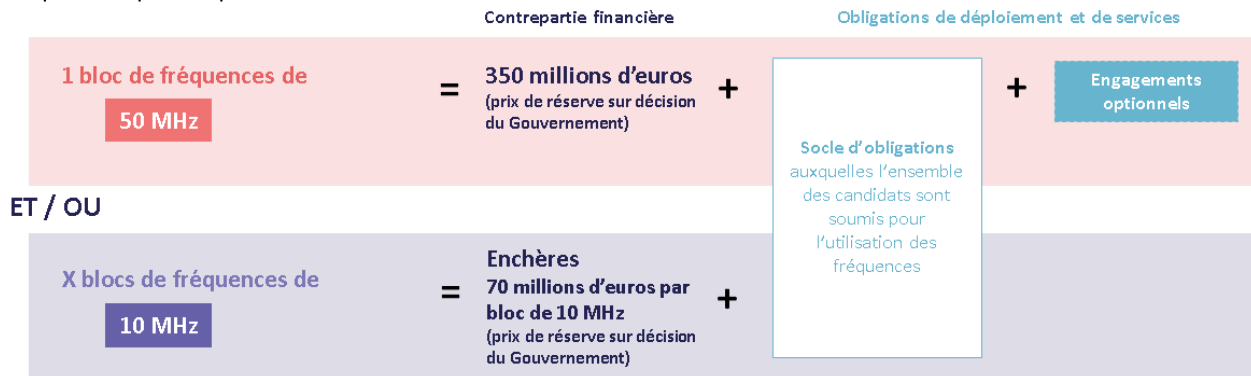 Contrepartie financière
Obligations de déploiement et de services
1 bloc de fréquences de
50 MHz
=
350 millions d'euros
(prix de réserve sur décision
du Gouvernement)
+
+
Engagements
optionnels
Socle d'obligations
auxquelles l'ensemble
des candidats sont
soumis pour
l'utilisation des
fréquences
ET / OU
X blocs de fréquences de
10 MHz
=
Enchères
70 millions d'euros par
bloc de 10 MHz
(prix de réserve sur décision
du Gouvernement)
+